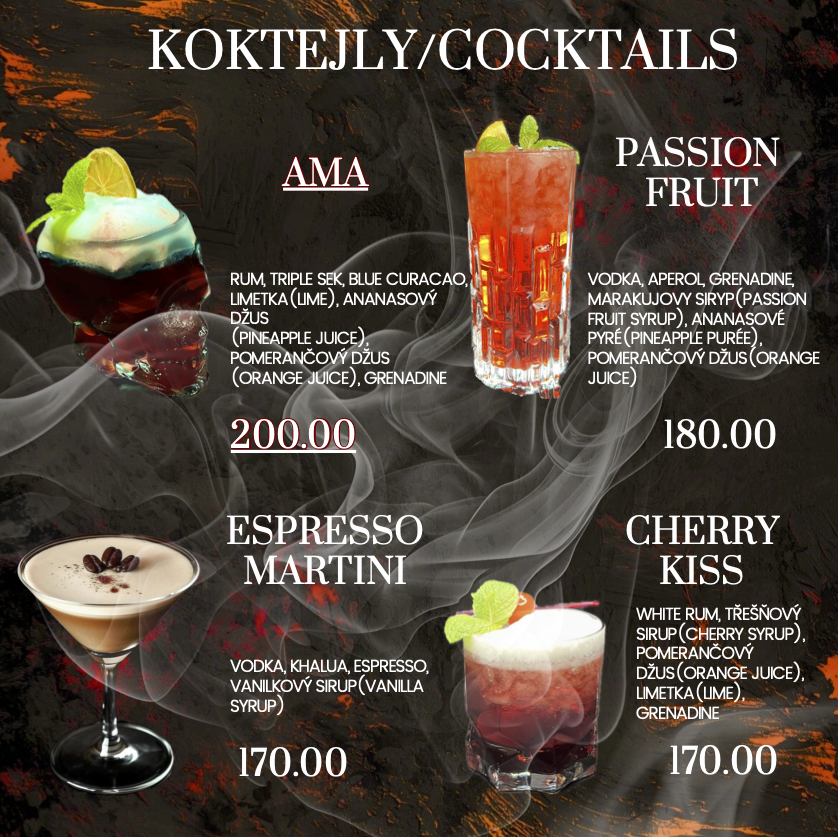 KOKTEJLY/COCKTAILS
AMA
RUM, TRIPLE SEK, BLUE CURACAO,
LIMETKA(LIME), ANANASOVÝ
DŽUS
(PINEAPPLE JUICE),
POMERANČOVÝ DŽUS
(ORANGE JUICE), GRENADINE
200.00
PASSION
FRUIT
VODKA, APEROL, GRENADINE,
MARAKUJOVY SIRYP(PASSION
FRUIT SYRUP), ANANASOVÉ
PYRÉ(PINEAPPLE PURÉE),
POMERANČOVÝ DŽUS(ORANGE
JUICE)
180.00
ESPRESSO
MARTINI
VODKA, KHALUA, ESPRESSO,
VANILKOVÝ SIRUP(VANILLA
SYRUP)
170.00
CHERRY
KISS
WHITE RUM, TŘEŠŇOVÝ
SIRUP(CHERRY SYRUP),
POMERANČOVÝ
DŽUS(ORANGE JUICE),
LIMETKA(LIME),
GRENADINE
170.00